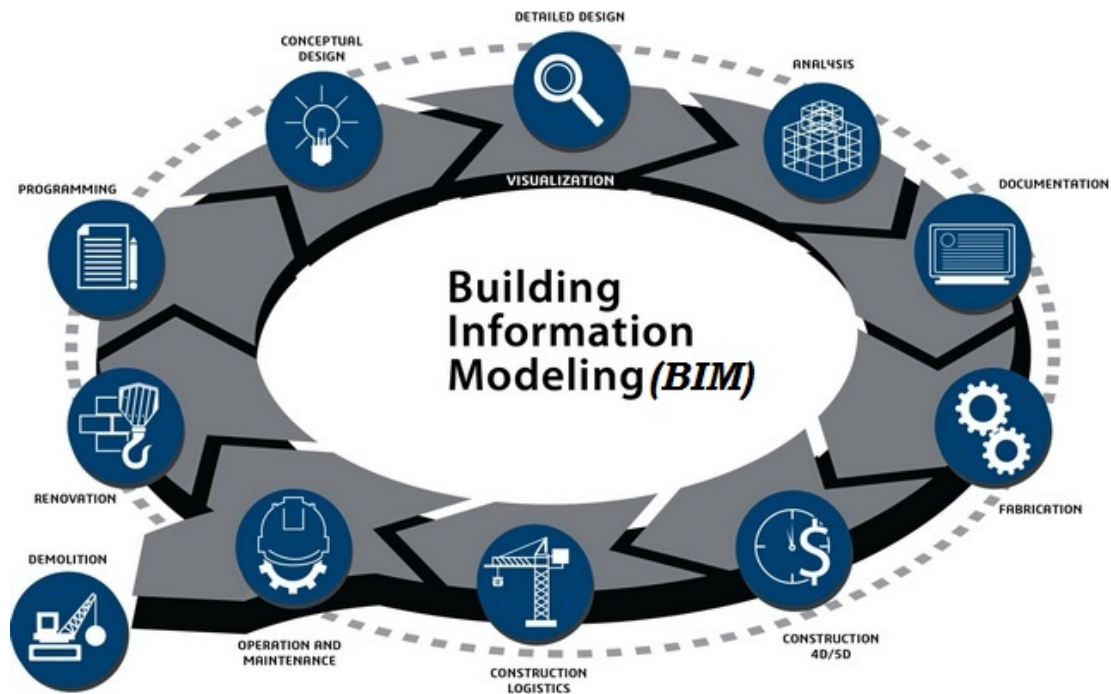 DETAILED DESIGN
CONCEPTUAL
DESIGN
ANALYSIS
PROGRAMMING
VISUALIZATION
DOCUMENTATION
Building
Information
Modeling (BIM)
RENOVATION
FABRICATION
DEMOLITION
$
OPERATION AND
MAINTENANCE
CONSTRUCTION
4D/5D
CONSTRUCTION
LOGISTICS